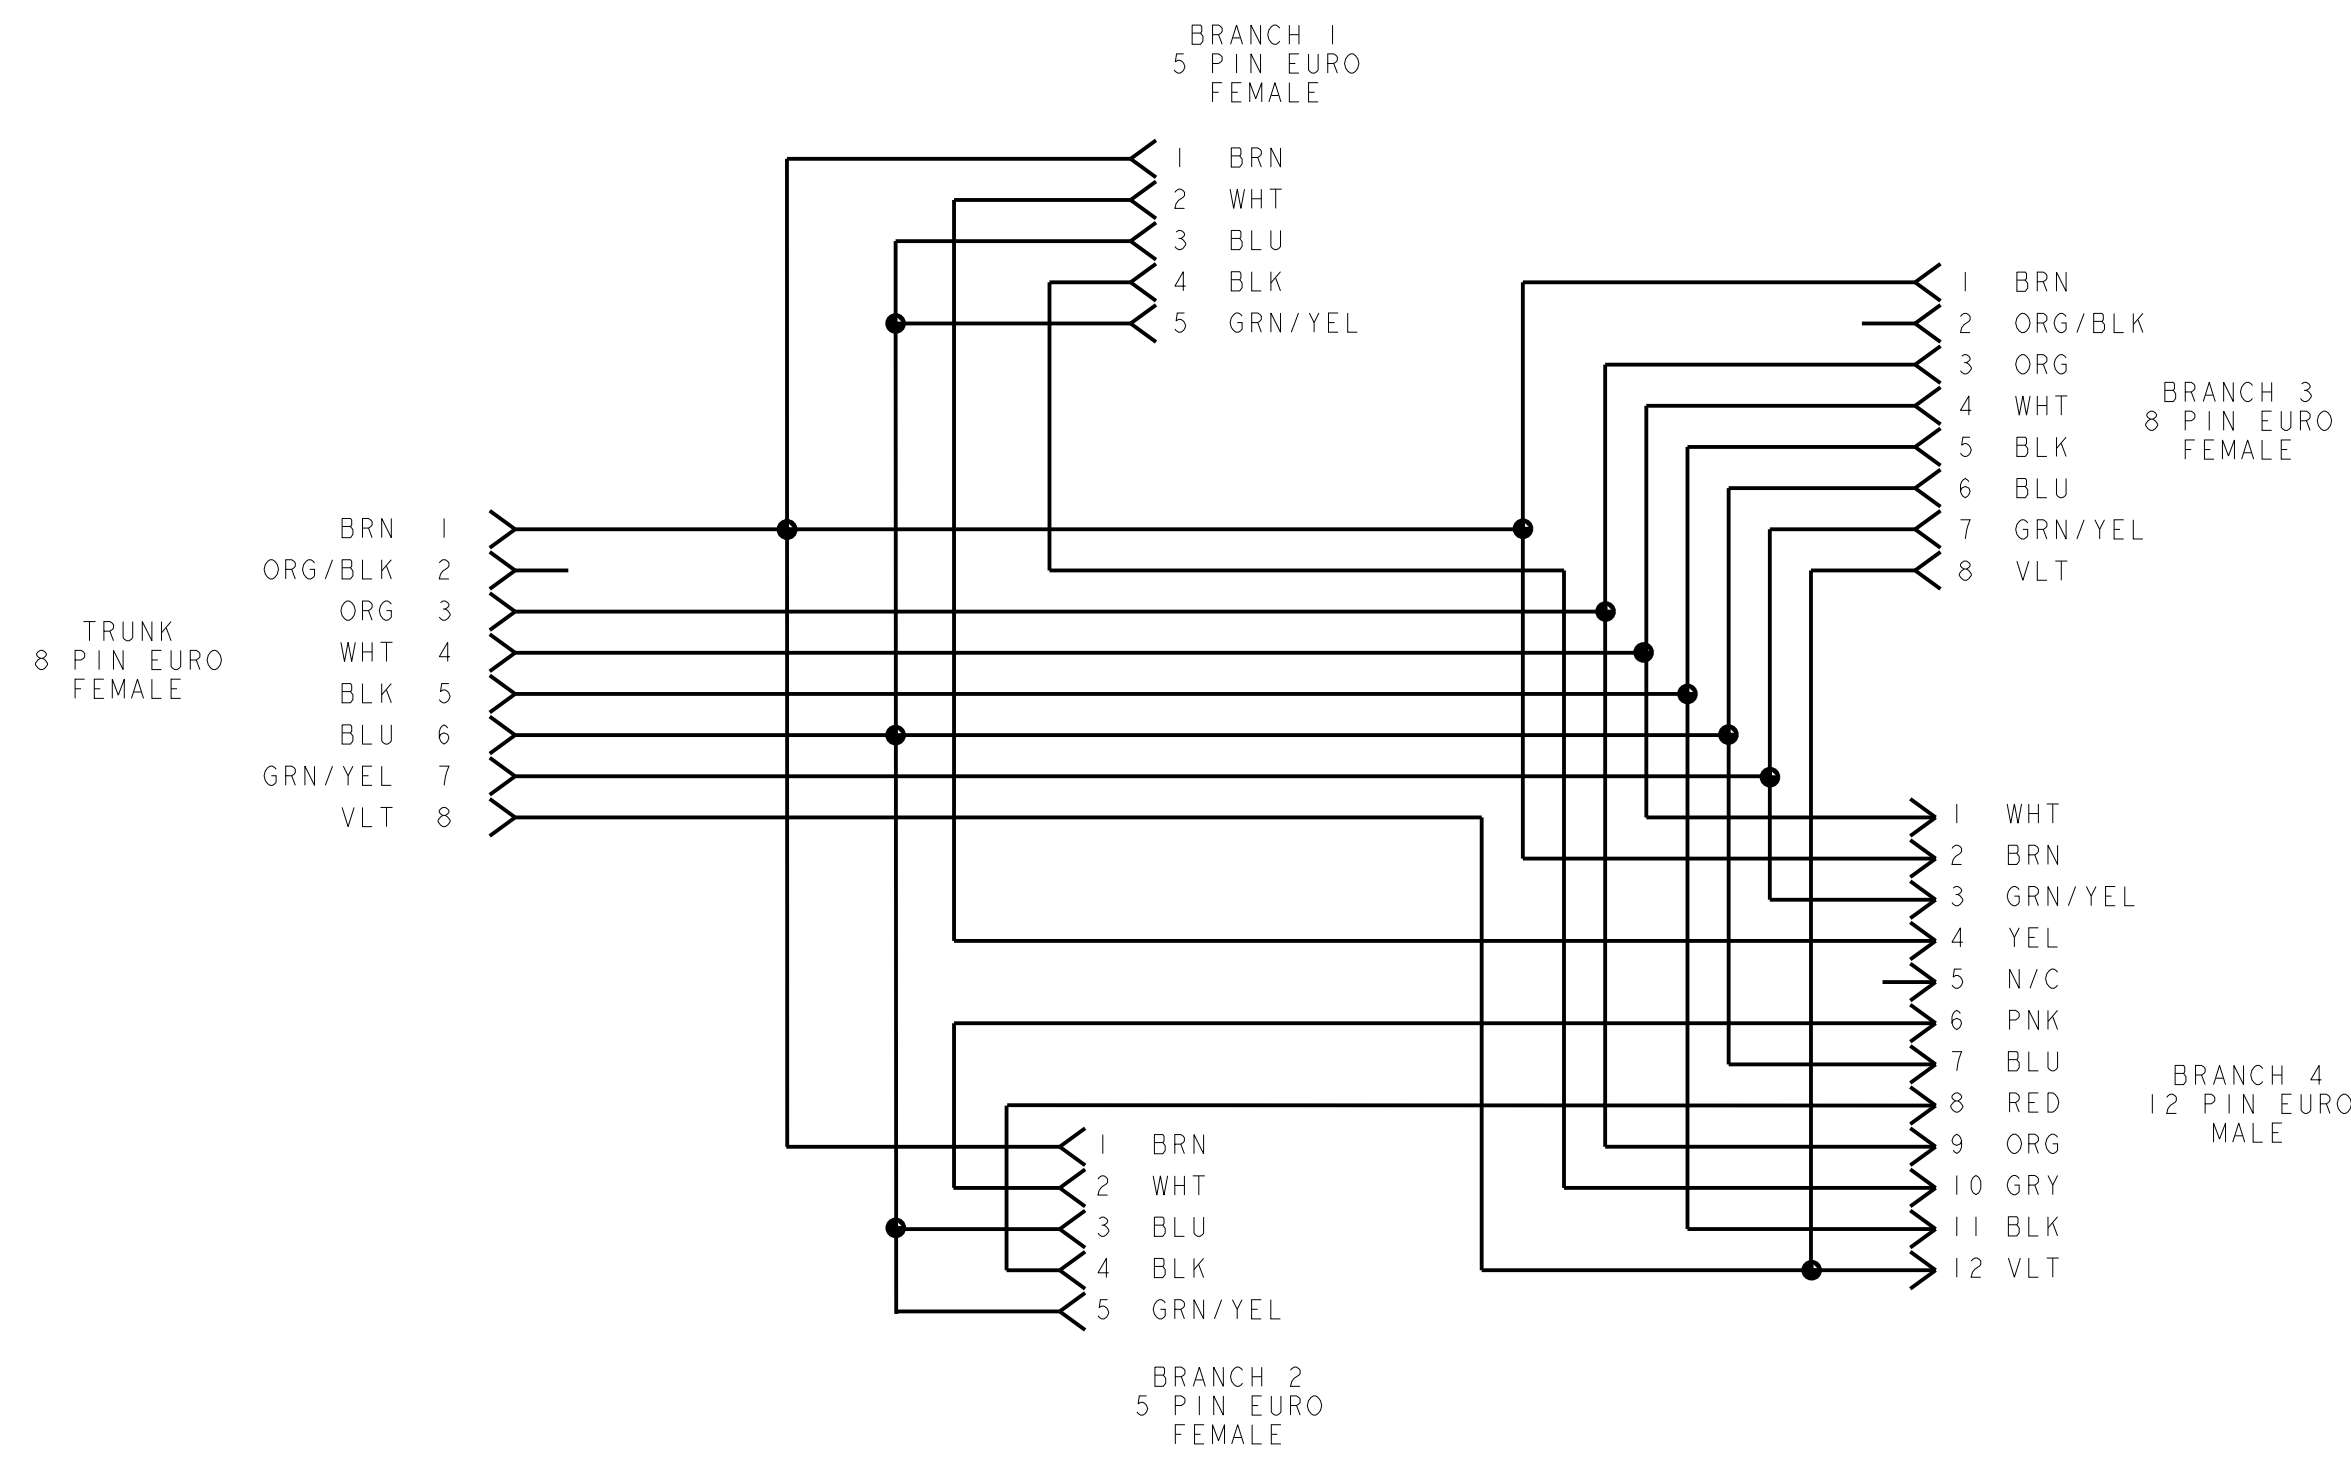 BRANCH 1
5 PIN EURO
FEMALE
1 BRN
2 WHT
3 BLU
4 BLK
5 GRN/YEL
1 BRN
2 ORG/BLK
3 ORG
4 WHT
5 BLK
6 BLU
7 GRN/YEL
8 VLT
BRANCH 3
8 PIN EURO
FEMALE
TRUNK
8 PIN EURO
FEMALE
BRN 1
ORG/BLK 2
ORG 3
WHT 4
BLK 5
BLU 6
GRN/YEL 7
VLT 8
1 WHT
2 BRN
3 GRN/YEL
4 YEL
5 N/C
6 PNK
7 BLU
8 RED
9 ORG
10 GRY
11 BLK
12 VLT
BRANCH 4
12 PIN EURO
MALE
1 BRN
2 WHT
3 BLU
4 BLK
5 GRN/YEL
BRANCH 2
5 PIN EURO
FEMALE